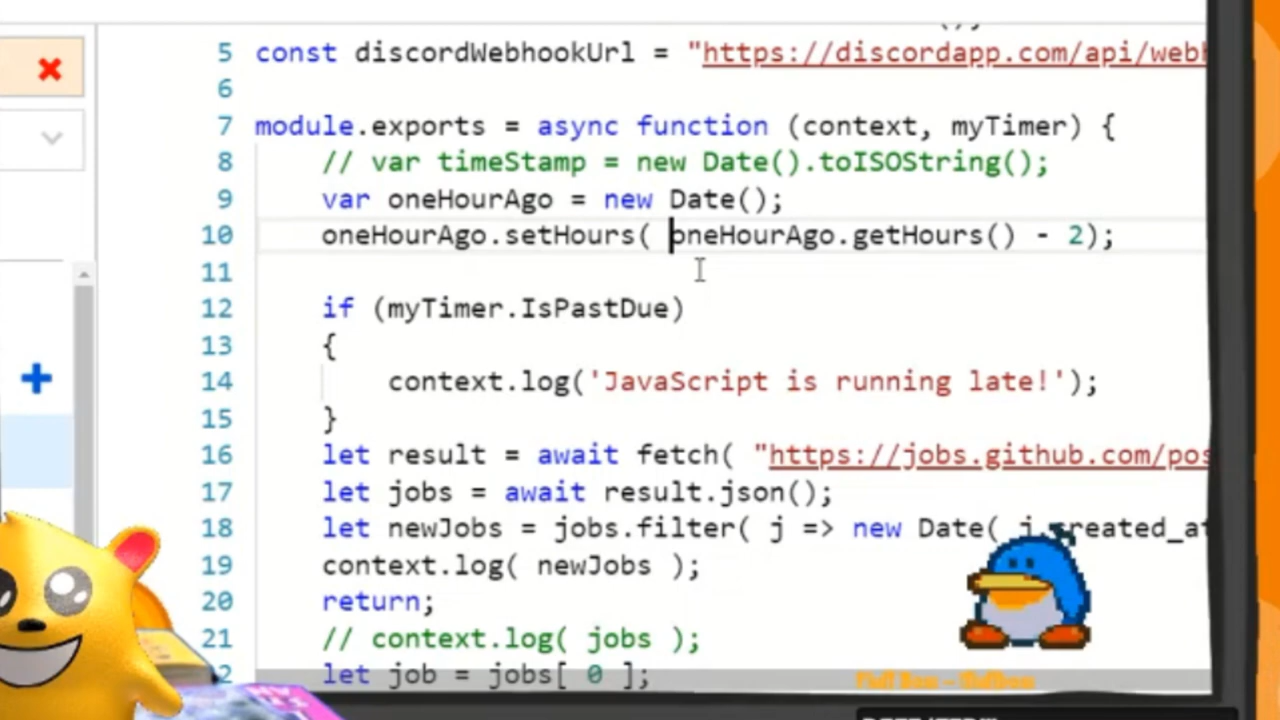 5 const discordWebhookUrl = "https://discordapp.com/api/webh
6
7 module.exports = async function (context, myTimer) {
8 // var timeStamp = new Date().toISOString();
9 var oneHourAgo = new Date();
10 oneHourAgo.setHours( oneHourAgo.getHours() - 2);
11
12 if (myTimer.IsPastDue)
13 {
14 context.log('JavaScript is running late!');
15 }
16 let result = await fetch( "https://jobs.github.com/pos
17 let jobs = await result.json();
18 let newJobs = jobs.filter( j => new Date( j.created_at
19 context.log( newJobs );
20 return;
21 // context.log( jobs );
let job = jobs[ 0 ];